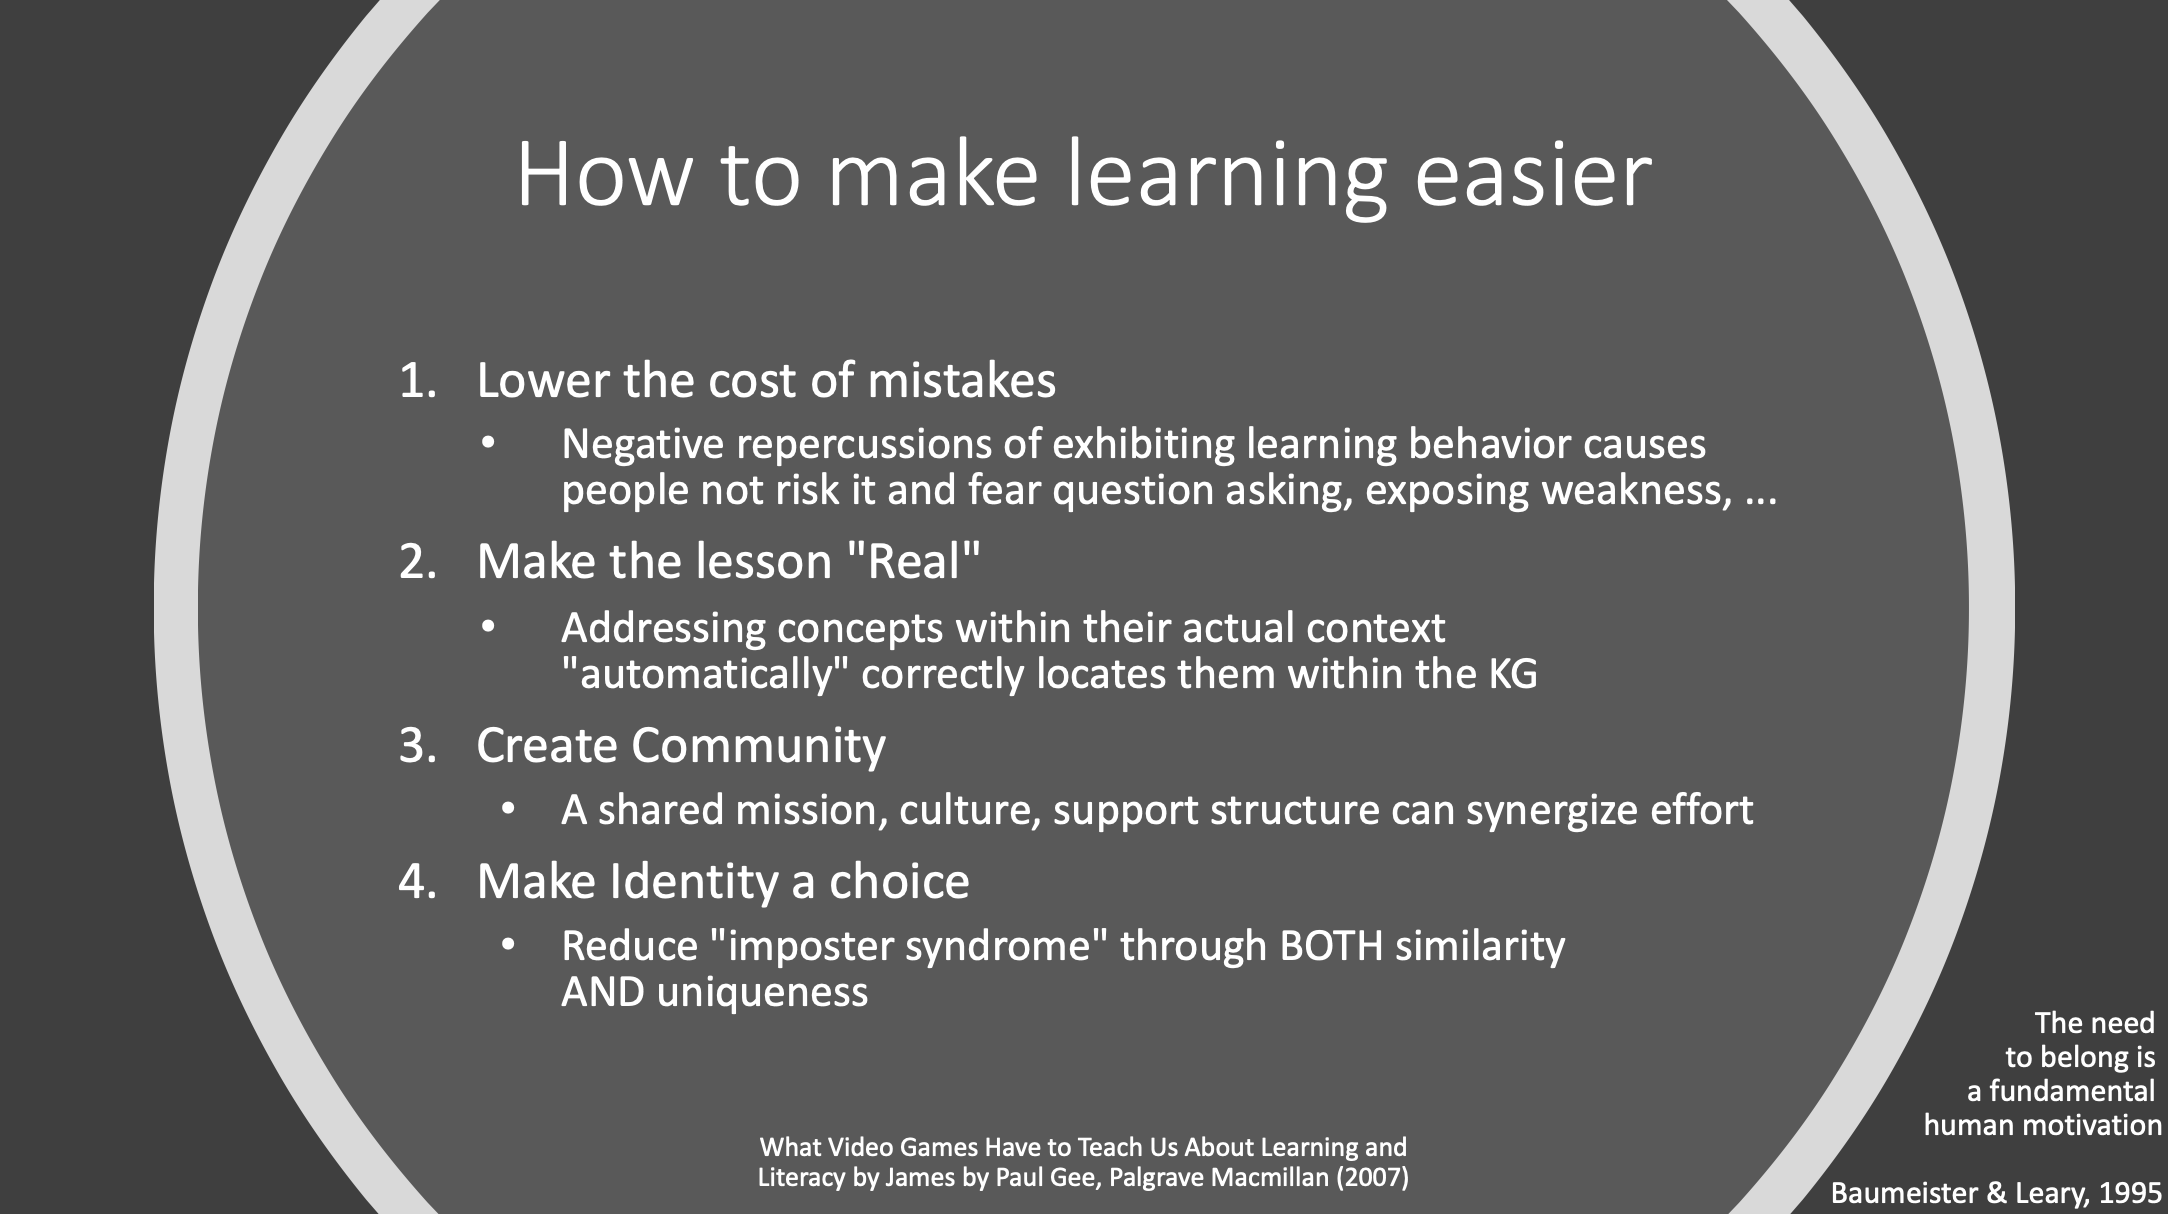 How to make learning easier
1. Lower the cost of mistakes
• Negative repercussions of exhibiting learning behavior causes
people not risk it and fear question asking, exposing weakness, ...
2. Make the lesson "Real"
• Addressing concepts within their actual context
"automatically" correctly locates them within the KG
3. Create Community
• A shared mission, culture, support structure can synergize effort
4. Make Identity a choice
• Reduce "imposter syndrome" through BOTH similarity
AND uniqueness
What Video Games Have to Teach Us About Learning and
Literacy by James by Paul Gee, Palgrave Macmillan (2007)
The need
to belong is
a fundamental
human motivation
Baumeister & Leary, 1995